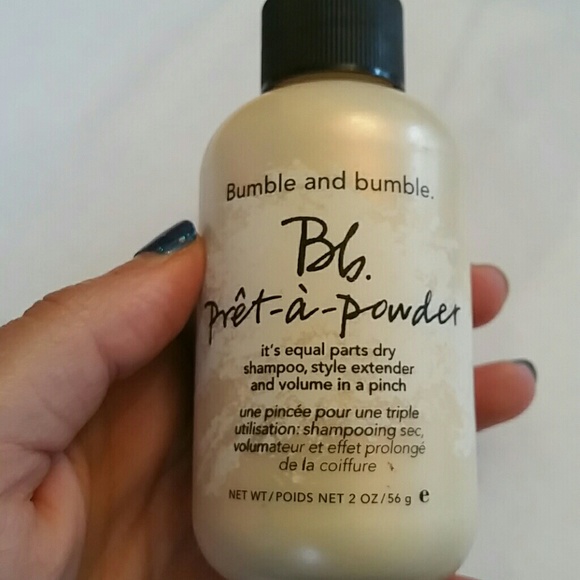 Bumble and bumble.
Bb.
prêt-à-powder
it's equal parts dry
shampoo, style extender
and volume in a pinch
une pincée pour une triple
utilisation: shampooing sec,
volumateur et effet prolongé
de la coiffure
NET WT/POIDS NET 2 OZ/56 g ℮